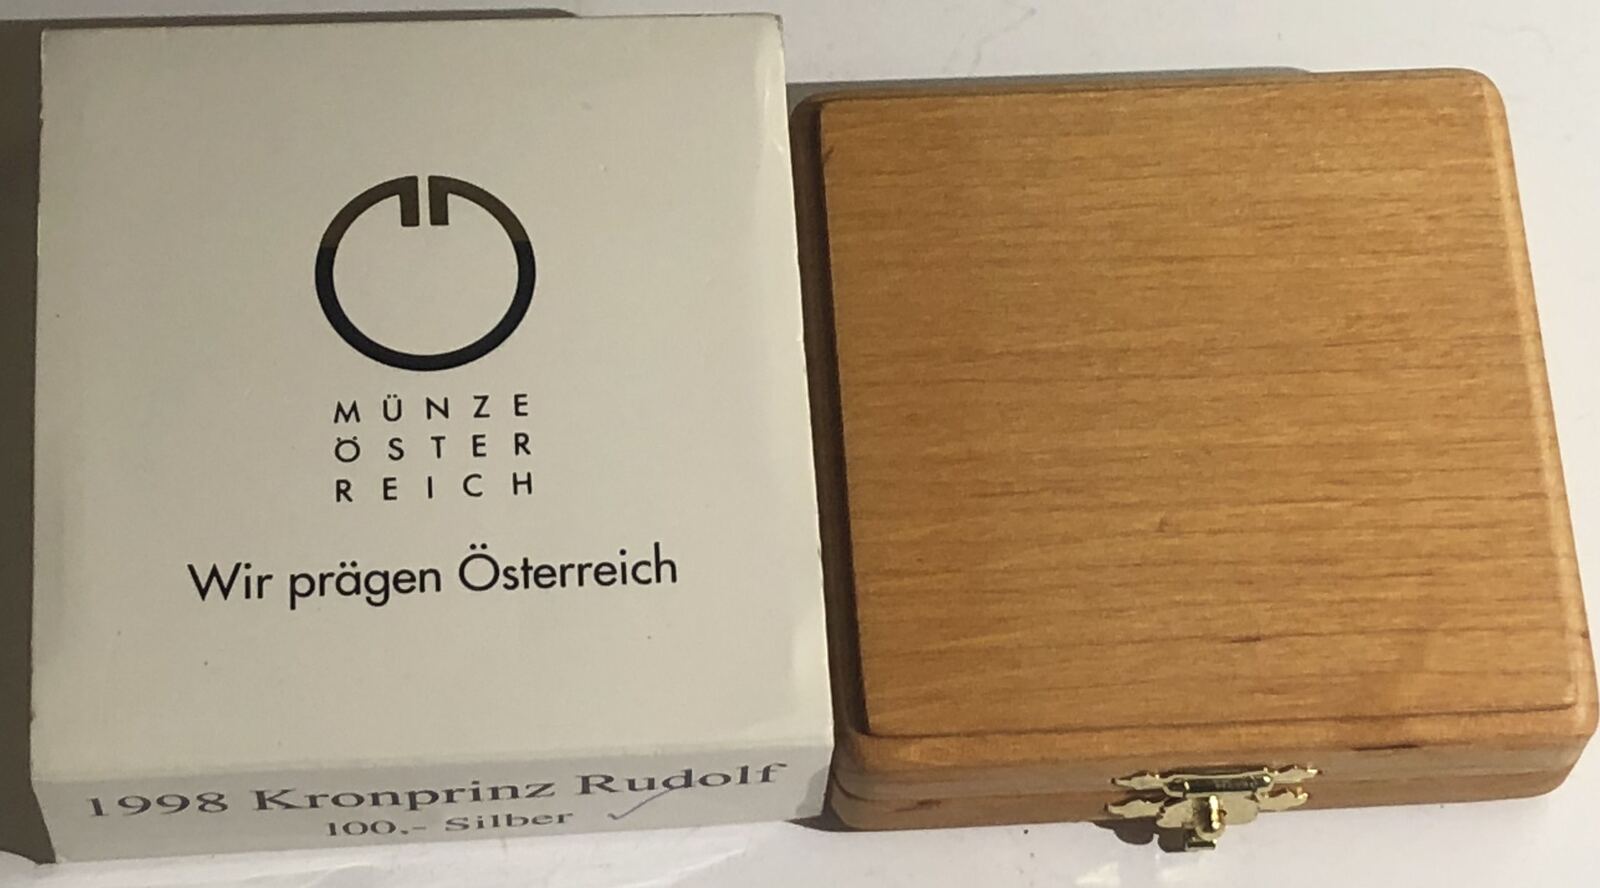 MÜNZE
ÖSTER
REICH
Wir prägen Österreich
1998 Kronprinz Rudolf
100,- Silber